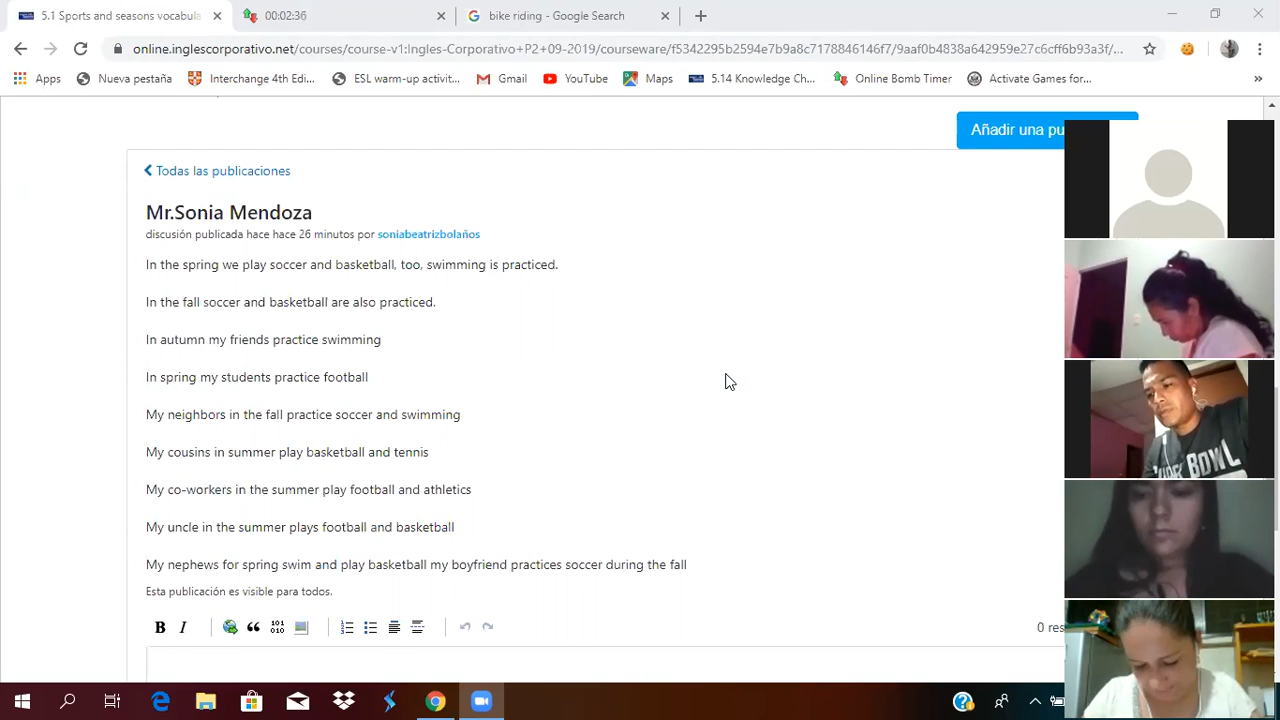 5.1 Sports and seasons vocabula
00:02:36
bike riding - Google Search
online.inglescorporativo.net/courses/course-v1:Ingles-Corporativo+P2+09-2019/courseware/f5342295b2594e7b9a8c7178846146f7/9aaf0b4838a642959e27c6cff6b93a3f/...
Apps
Nueva pestaña
Interchange 4th Edi...
ESL warm-up activit...
Gmail
YouTube
Maps
5.14 Knowledge Ch...
Online Bomb Timer
Activate Games for...
»
Añadir una pu
Todas las publicaciones
Mr.Sonia Mendoza
discusión publicada hace hace 26 minutos por soniabeatrizbolaños
In the spring we play soccer and basketball, too, swimming is practiced.
In the fall soccer and basketball are also practiced.
In autumn my friends practice swimming
In spring my students practice football
My neighbors in the fall practice soccer and swimming
My cousins in summer play basketball and tennis
My co-workers in the summer play football and athletics
My uncle in the summer plays football and basketball
My nephews for spring swim and play basketball my boyfriend practices soccer during the fall
Esta publicación es visible para todos.
B I
0 res
BOWL